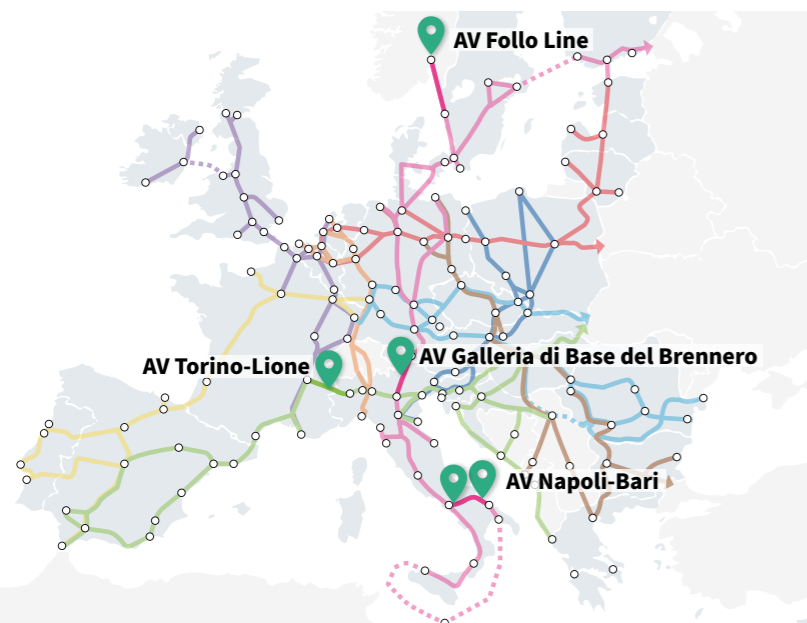 AV Follo Line
AV Torino-Lione
AV Galleria di Base del Brennero
AV Napoli-Bari